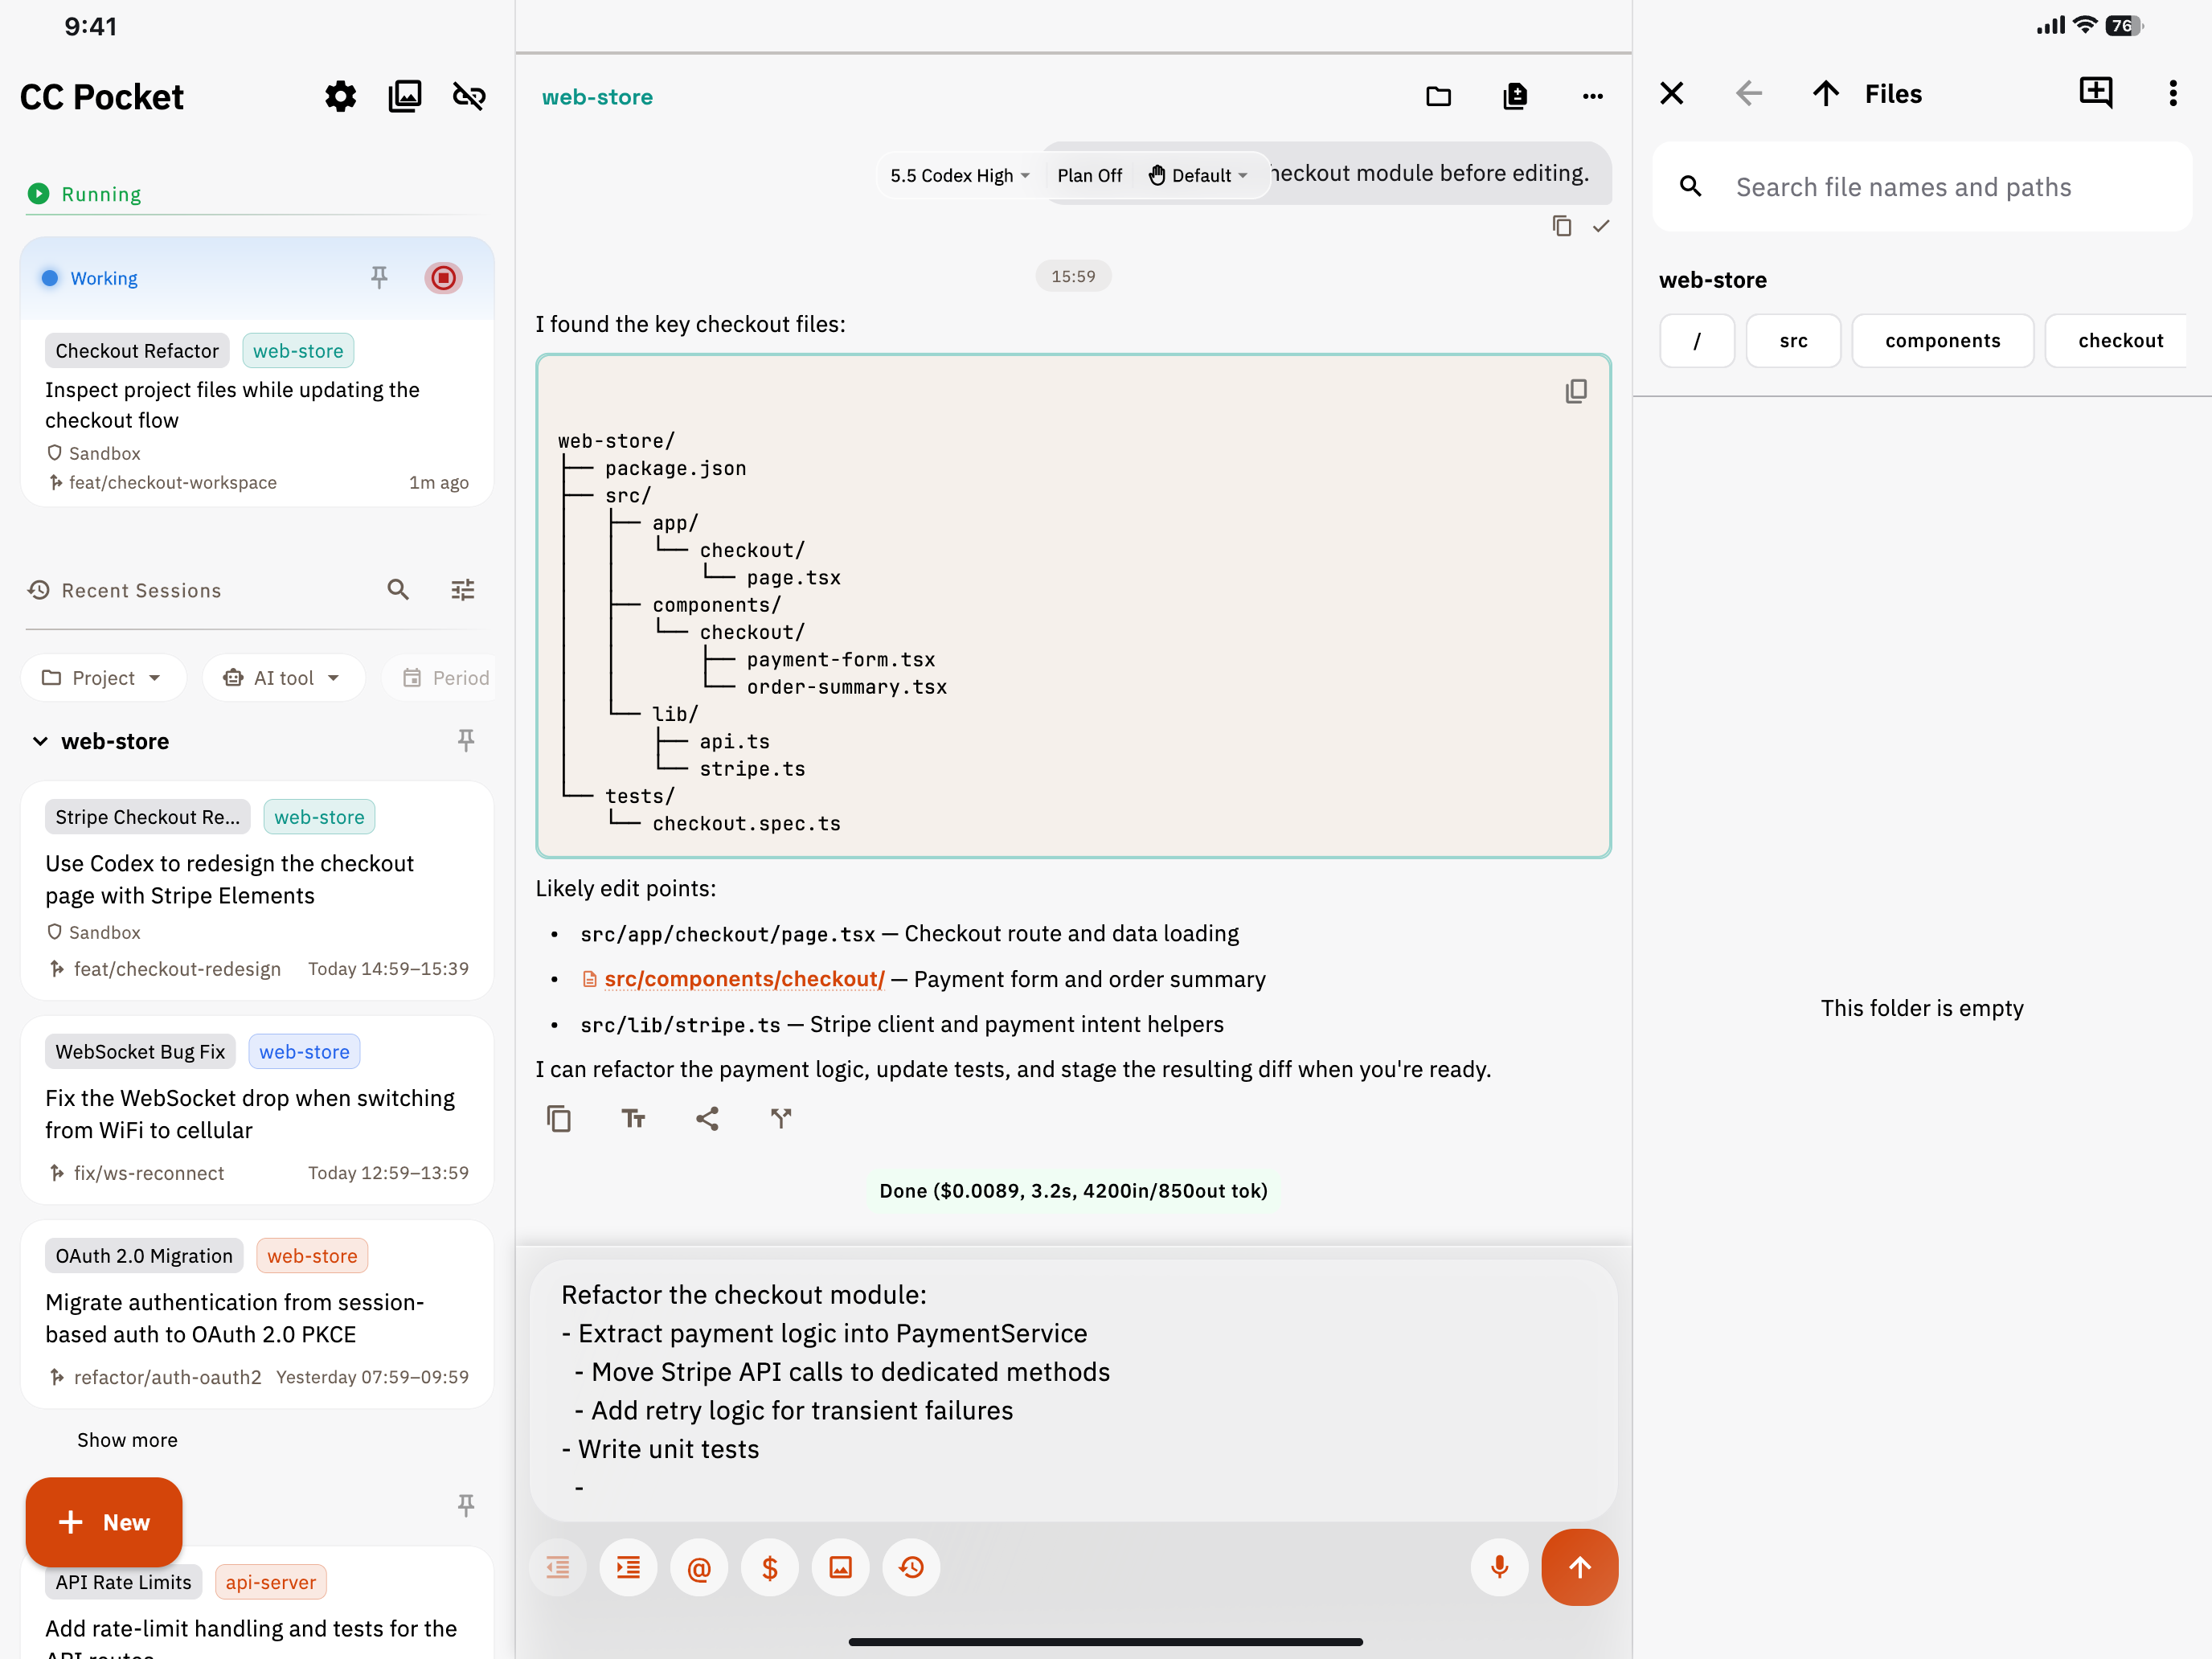 9:41
76
CC Pocket
Running
Working
Checkout Refactor
web-store
Inspect project files while updating the
checkout flow
Sandbox
feat/checkout-workspace
1m ago
Recent Sessions
Project
AI tool
Period
web-store
Stripe Checkout Re...
web-store
Use Codex to redesign the checkout
page with Stripe Elements
Sandbox
feat/checkout-redesign
Today 14:59–15:39
WebSocket Bug Fix
web-store
Fix the WebSocket drop when switching
from WiFi to cellular
fix/ws-reconnect
Today 12:59–13:59
OAuth 2.0 Migration
web-store
Migrate authentication from session-
based auth to OAuth 2.0 PKCE
refactor/auth-oauth2
Yesterday 07:59–09:59
Show more
+ New
API Rate Limits
api-server
Add rate-limit handling and tests for the
API routes
web-store
5.5 Codex High
Plan Off
Default
checkout module before editing.
15:59
I found the key checkout files:
web-store/
├── package.json
├── src/
│   ├── app/
│   │   └── checkout/
│   │       └── page.tsx
│   ├── components/
│   │   └── checkout/
│   │       ├── payment-form.tsx
│   │       └── order-summary.tsx
│   └── lib/
│       ├── api.ts
│       └── stripe.ts
└── tests/
    └── checkout.spec.ts
Likely edit points:
• src/app/checkout/page.tsx — Checkout route and data loading
• src/components/checkout/ — Payment form and order summary
• src/lib/stripe.ts — Stripe client and payment intent helpers
I can refactor the payment logic, update tests, and stage the resulting diff when you're ready.
Done ($0.0089, 3.2s, 4200in/850out tok)
Refactor the checkout module:
- Extract payment logic into PaymentService
  - Move Stripe API calls to dedicated methods
  - Add retry logic for transient failures
- Write unit tests
  -
@
$
Files
Search file names and paths
web-store
/
src
components
checkout
This folder is empty